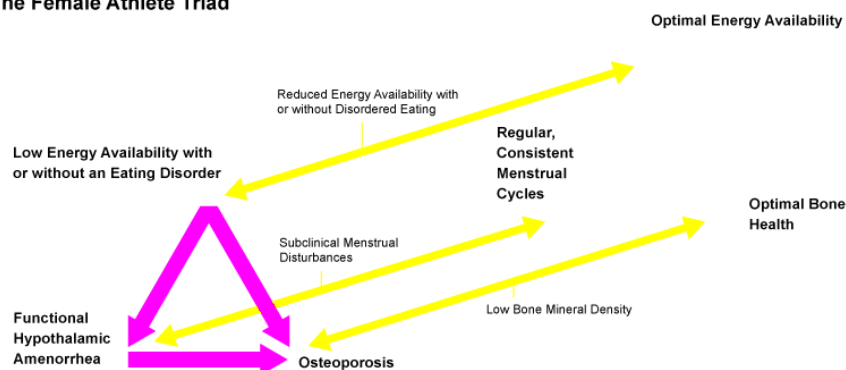 he Female Athlete Triad
Optimal Energy Availability
Reduced Energy Availability with
or without Disordered Eating
Regular,
Consistent
Menstrual
Cycles
Low Energy Availability with
or without an Eating Disorder
Optimal Bone
Health
Subclinical Menstrual
Disturbances
Low Bone Mineral Density
Functional
Hypothalamic
Amenorrhea
Osteoporosis